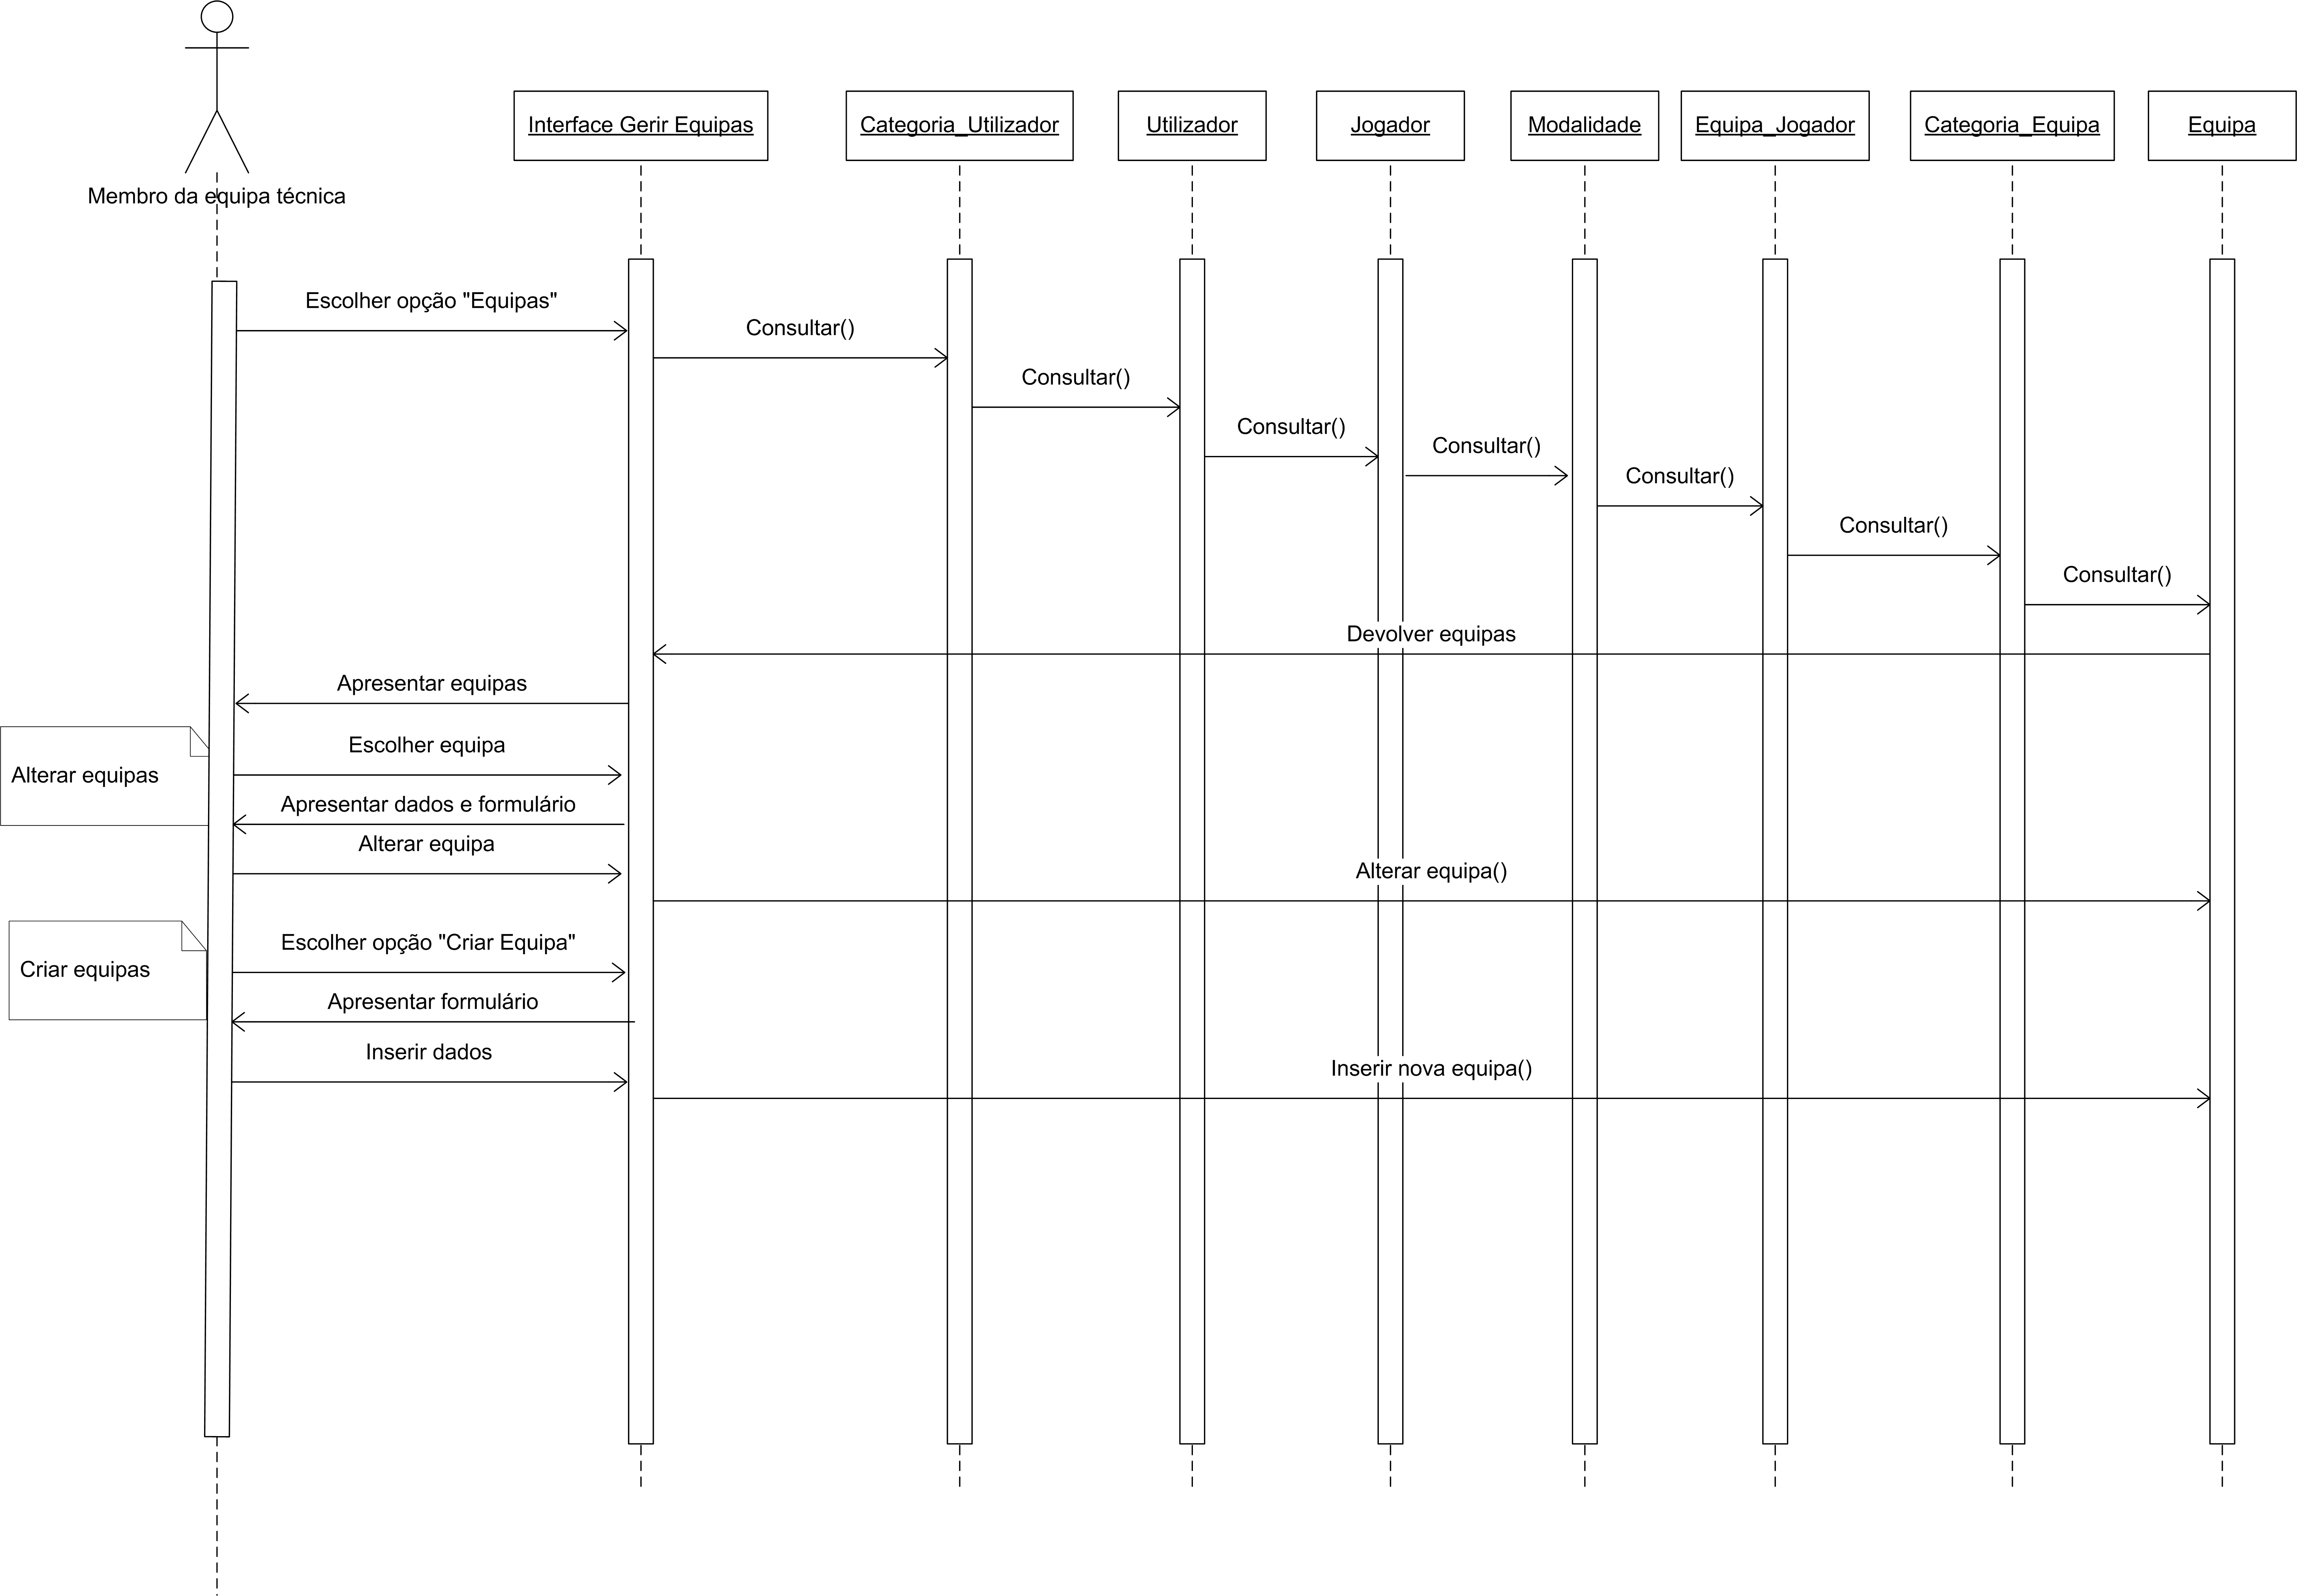 Interface Gerir Equipas
Categoria_Utilizador
Utilizador
Jogador
Modalidade
Equipa_Jogador
Categoria_Equipa
Equipa
Membro da equipa técnica
Escolher opção "Equipas"
Consultar()
Consultar()
Consultar()
Consultar()
Consultar()
Consultar()
Consultar()
Devolver equipas
Apresentar equipas
Escolher equipa
Alterar equipas
Apresentar dados e formulário
Alterar equipa
Alterar equipa()
Escolher opção "Criar Equipa"
Criar equipas
Apresentar formulário
Inserir dados
Inserir nova equipa()